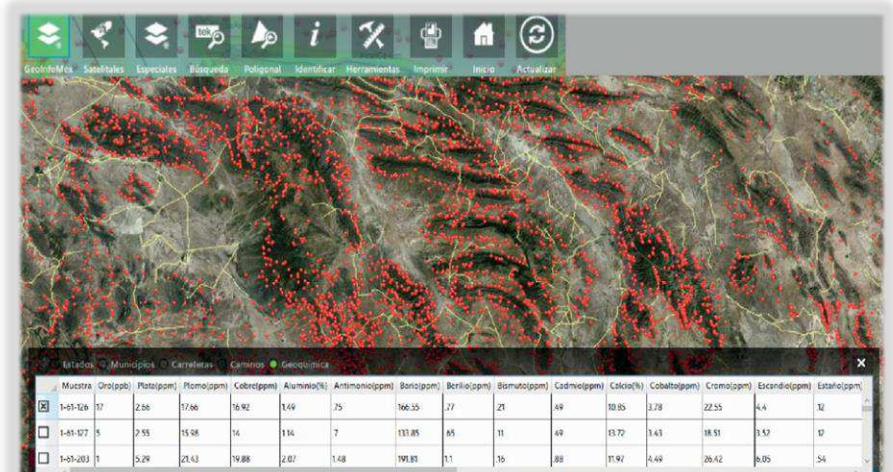 tek
i
GeoInfoMex Satelitales Especiales Búsqueda Poligonal Identificar Herramientas Imprimir Inicio Actualizar
Estados Municipios Carreteras Caminos Geoquímica X
Muestra Oro(ppb) Plata(ppm) Plomo(ppm) Cobre(ppm) Aluminio(%) Antimonio(ppm) Bario(ppm) Berilio(ppm) Bismuto(ppm) Cadmio(ppm) Calcio(%) Cobalto(ppm) Cromo(ppm) Escandio(ppm) Estaño(ppm)
1-61-126 17 2.66 17.66 16.92 1.49 .75 166.55 .77 .21 .49 10.85 3.78 22.55 4.4 .12
1-61-127 5 2.55 15.98 14 1.14 .7 133.85 .65 .11 .49 13.72 3.43 18.51 3.52 .12
1-61-203 1 5.29 21.43 19.88 2.07 1.48 191.81 1.1 .16 .88 11.97 4.49 26.42 6.05 .54